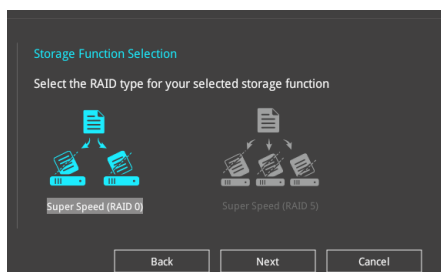 Storage Function Selection
Select the RAID type for your selected storage function
Super Speed (RAID 0)
Super Speed (RAID 5)
Back
Next
Cancel